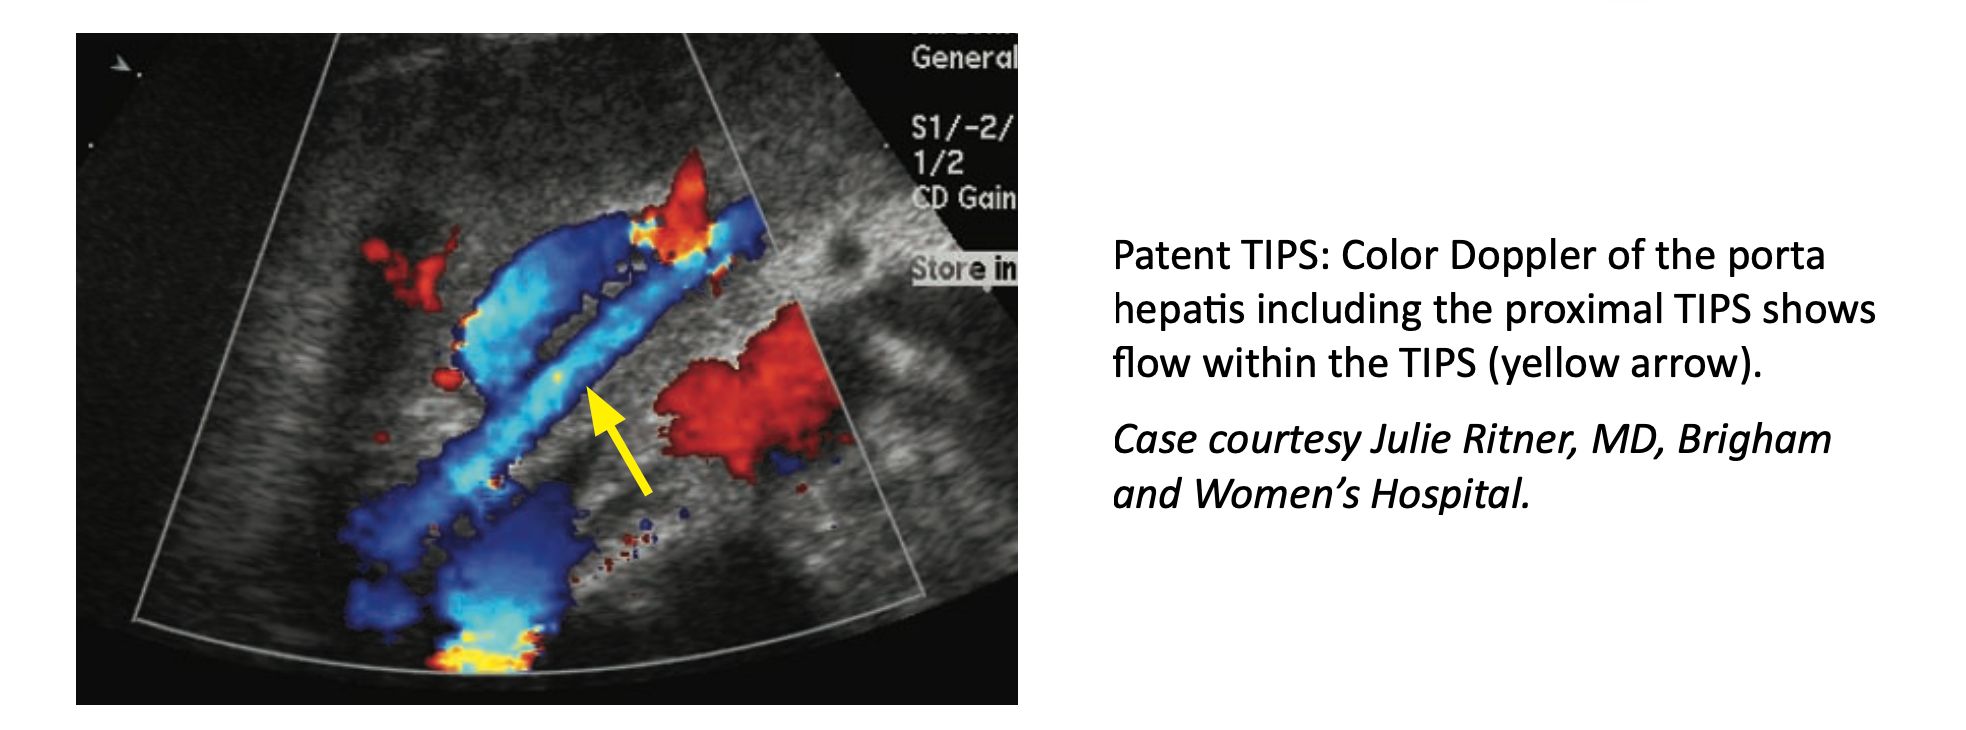 General
S1/-2/
1/2
CD Gain
Store in
Patent TIPS: Color Doppler of the porta
hepatis including the proximal TIPS shows
flow within the TIPS (yellow arrow).
Case courtesy Julie Ritner, MD, Brigham
and Women’s Hospital.